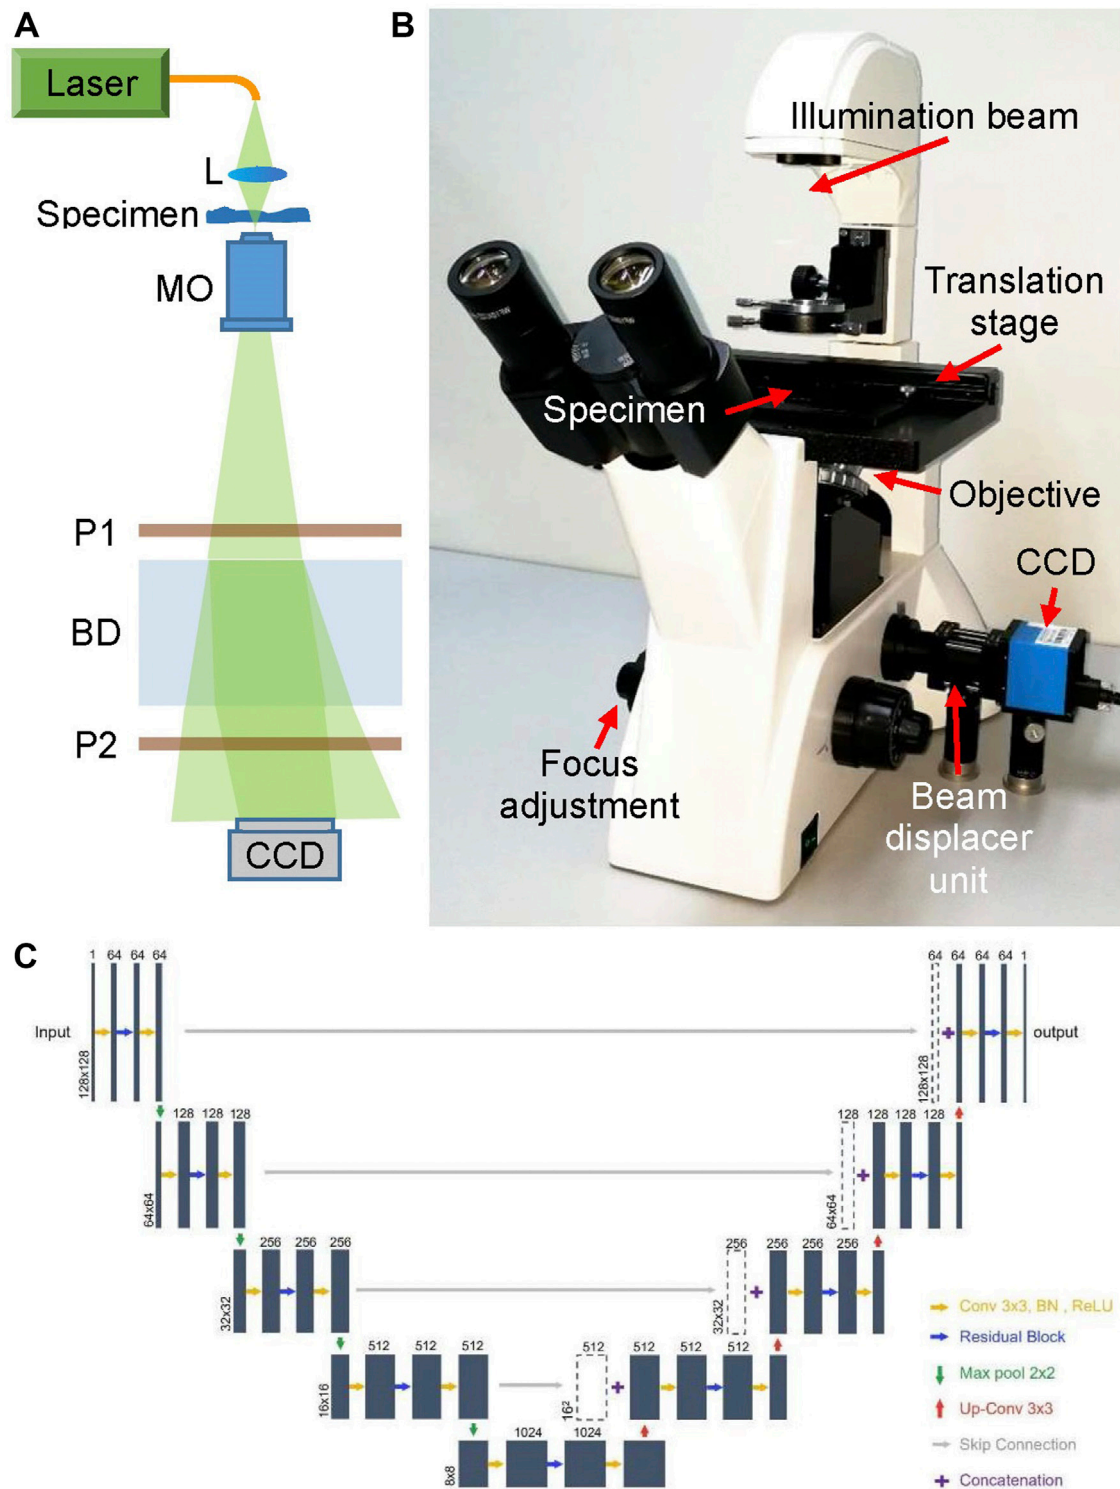 A
Laser
L
Specimen
MO
P1
BD
P2
CCD
B
Illumination beam
Translation
stage
Specimen
Objective
CCD
Focus
adjustment
Beam
displacer
unit
C
1 64 64 64
Input
128x128
64 64 64 64 1
128x128
output
128 128 128
64x64
128 128 128 128
64x64
256 256 256
32x32
256 256 256 256
32x32
512 512 512
16x16
512 512 512 512
16²
1024 1024
8x8
Conv 3x3, BN , ReLU
Residual Block
Max pool 2x2
Up-Conv 3x3
Skip Connection
Concatenation